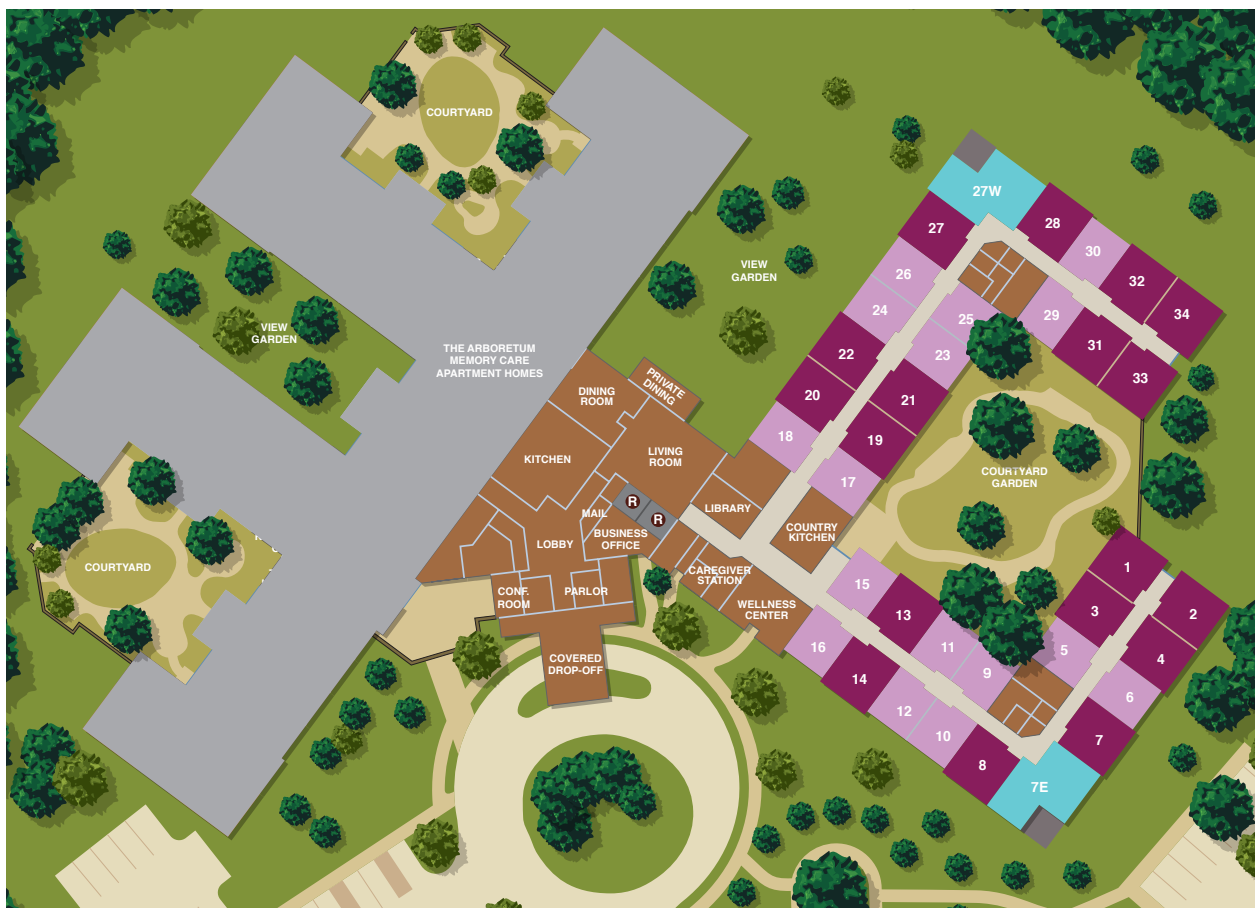 COURTYARD
27W
28
27
30
VIEW
GARDEN
26
32
24
25
29
34
VIEW
GARDEN
THE ARBORETUM
MEMORY CARE
APARTMENT HOMES
22
23
31
33
PRIVATE
DINING
DINING
ROOM
20
21
18
19
KITCHEN
LIVING
ROOM
17
COURTYARD
GARDEN
R
MAIL
R
LIBRARY
COUNTRY
KITCHEN
BUSINESS
OFFICE
LOBBY
COURTYARD
CAREGIVER
STATION
15
1
CONF.
ROOM
PARLOR
WELLNESS
CENTER
13
3
2
16
11
5
4
COVERED
DROP-OFF
14
9
6
12
10
7
8
7E